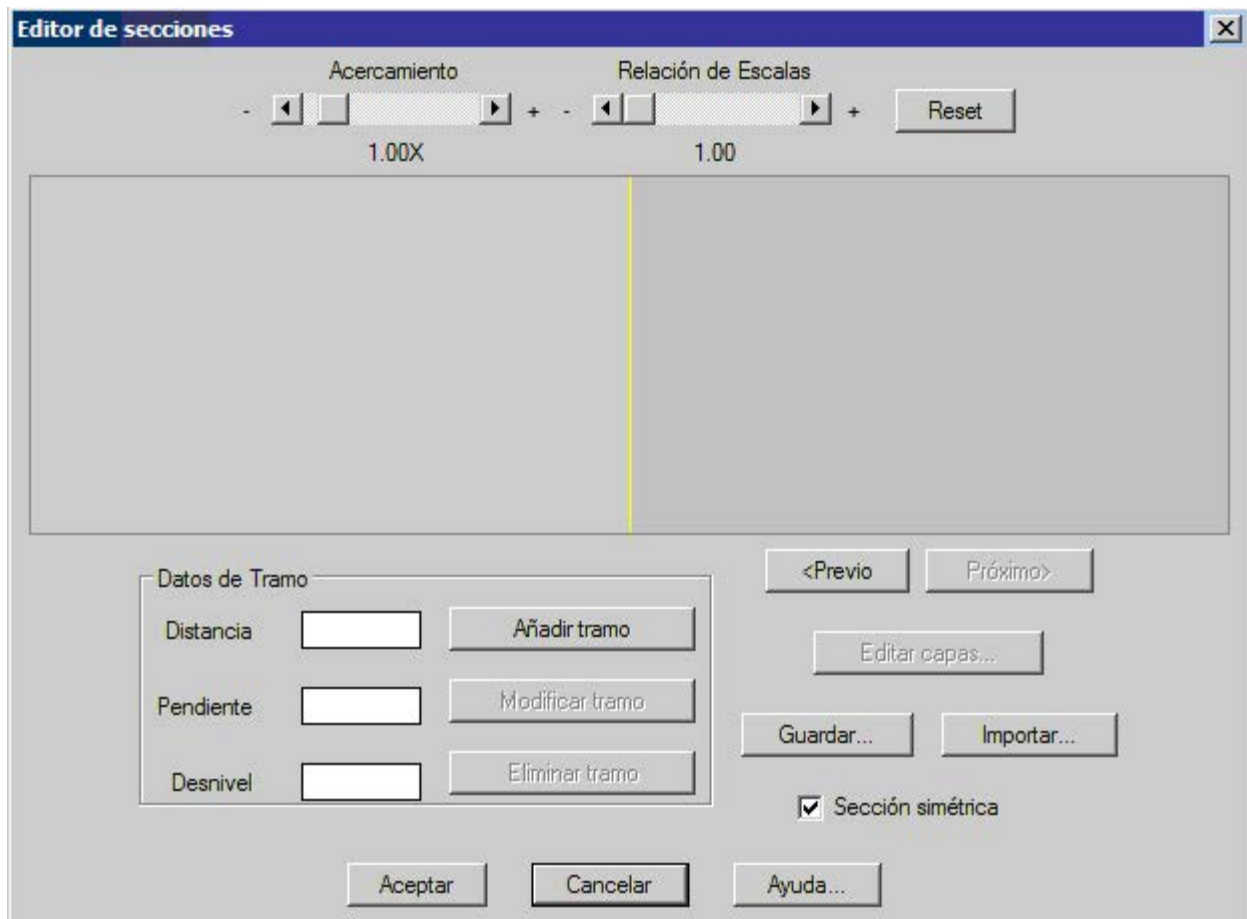 Editor de secciones
Acercamiento Relación de Escalas
- + - + Reset
1.00X 1.00
Datos de Tramo
<Previo Próximo>
Distancia Añadir tramo
Editar capas...
Pendiente Modificar tramo
Guardar... Importar...
Desnivel Eliminar tramo
Sección simétrica
Aceptar Cancelar Ayuda...